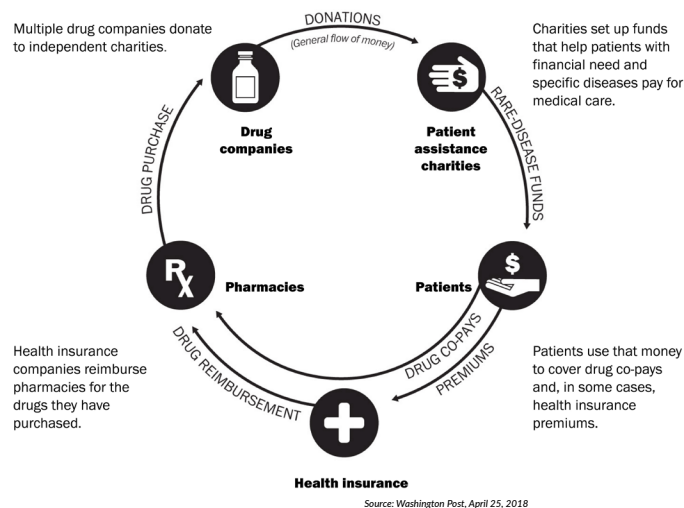 Multiple drug companies donate
to independent charities.
DONATIONS
(General flow of money)
Charities set up funds
that help patients with
financial need and
specific diseases pay for
medical care.
$
Drug
companies
Patient
assistance
charities
RARE-DISEASE FUNDS
DRUG PURCHASE
Rx
Pharmacies
Patients
$
DRUG CO-PAYS
PREMIUMS
DRUG REIMBURSEMENT
Health insurance
companies reimburse
pharmacies for the
drugs they have
purchased.
Patients use that money
to cover drug co-pays
and, in some cases,
health insurance
premiums.
Health insurance
Source: Washington Post, April 25, 2018